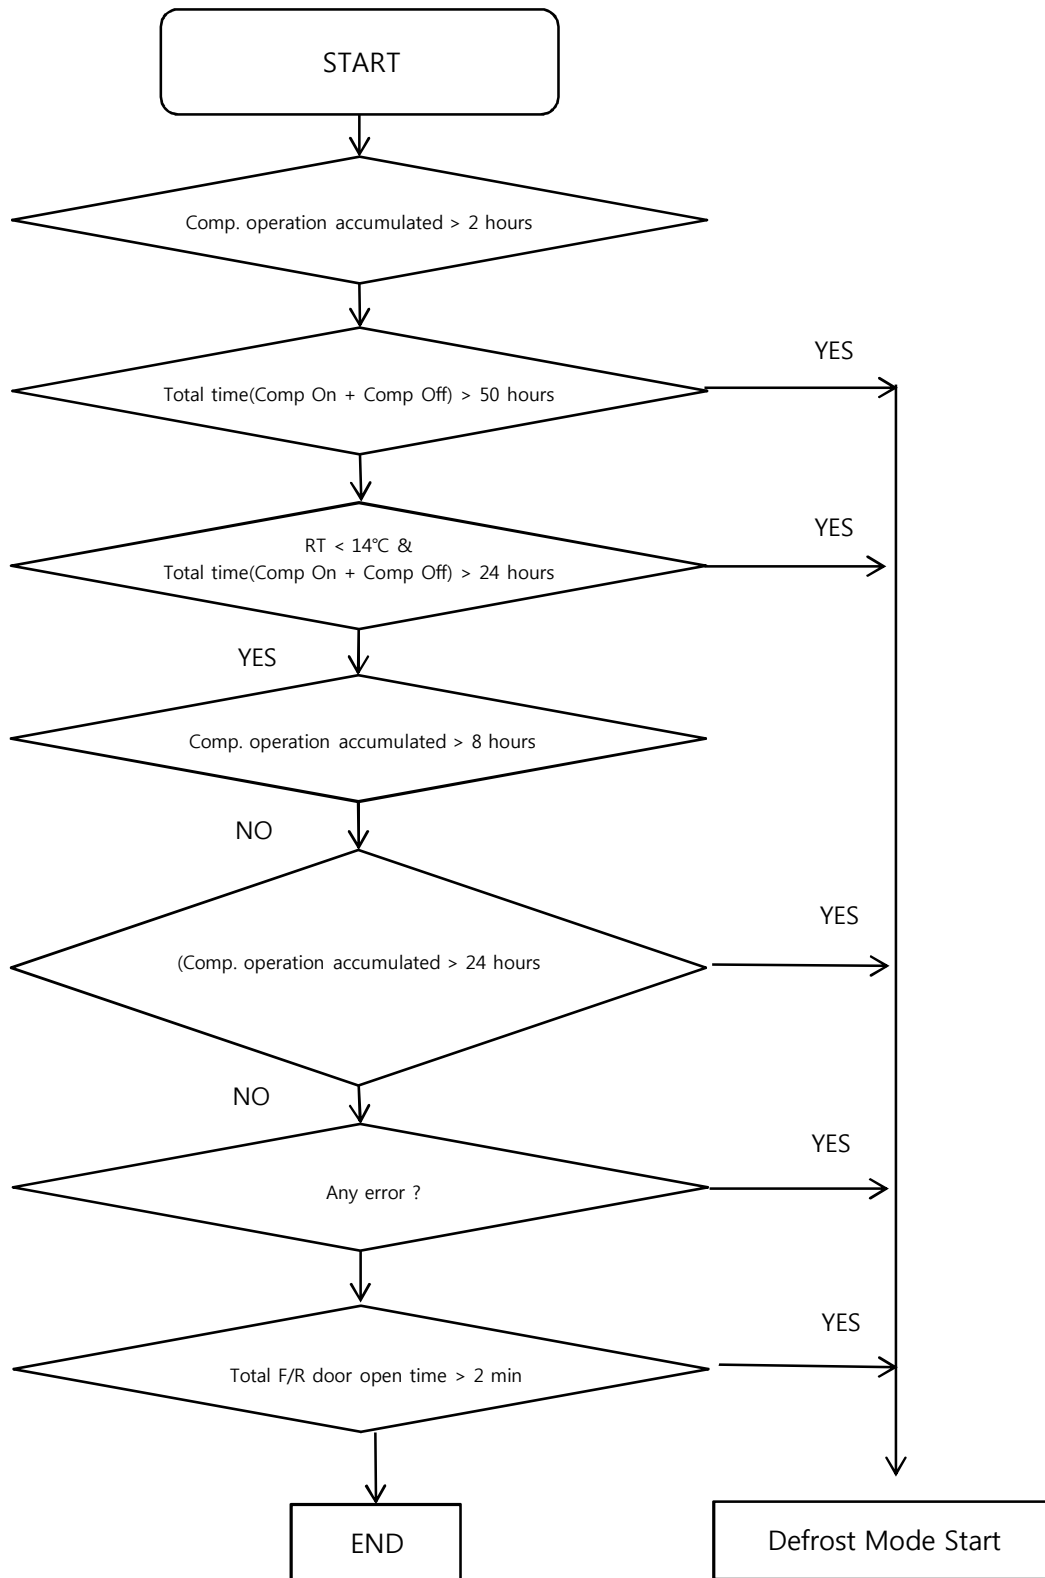 START
Comp. operation accumulated > 2 hours
YES
Total time(Comp On + Comp Off) > 50 hours
YES
RT < 14℃ &
Total time(Comp On + Comp Off) > 24 hours
YES
Comp. operation accumulated > 8 hours
NO
YES
(Comp. operation accumulated > 24 hours
NO
YES
Any error ?
YES
Total F/R door open time > 2 min
END
Defrost Mode Start